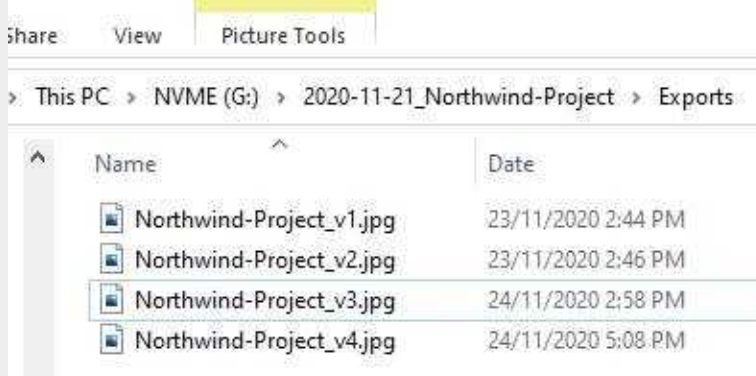 Share View Picture Tools
This PC > NVME (G:) > 2020-11-21_Northwind-Project > Exports
Name Date
Northwind-Project_v1.jpg 23/11/2020 2:44 PM
Northwind-Project_v2.jpg 23/11/2020 2:46 PM
Northwind-Project_v3.jpg 24/11/2020 2:58 PM
Northwind-Project_v4.jpg 24/11/2020 5:08 PM